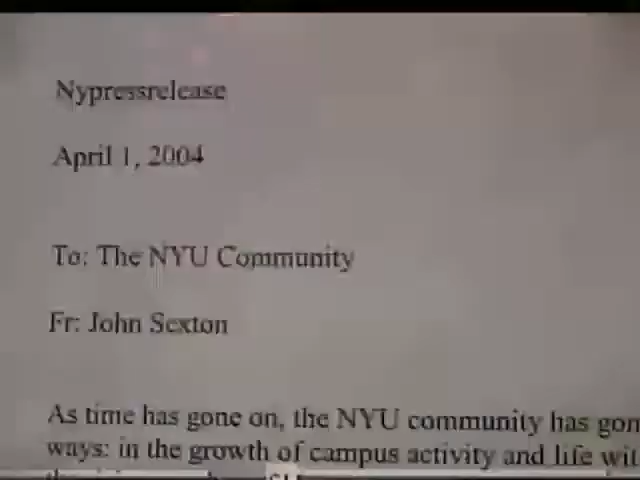 Nypressrelease
April 1, 2004
To: The NYU Community
Fr: John Sexton
As time has gone on, the NYU community has gon
ways: in the growth of campus activity and life wit